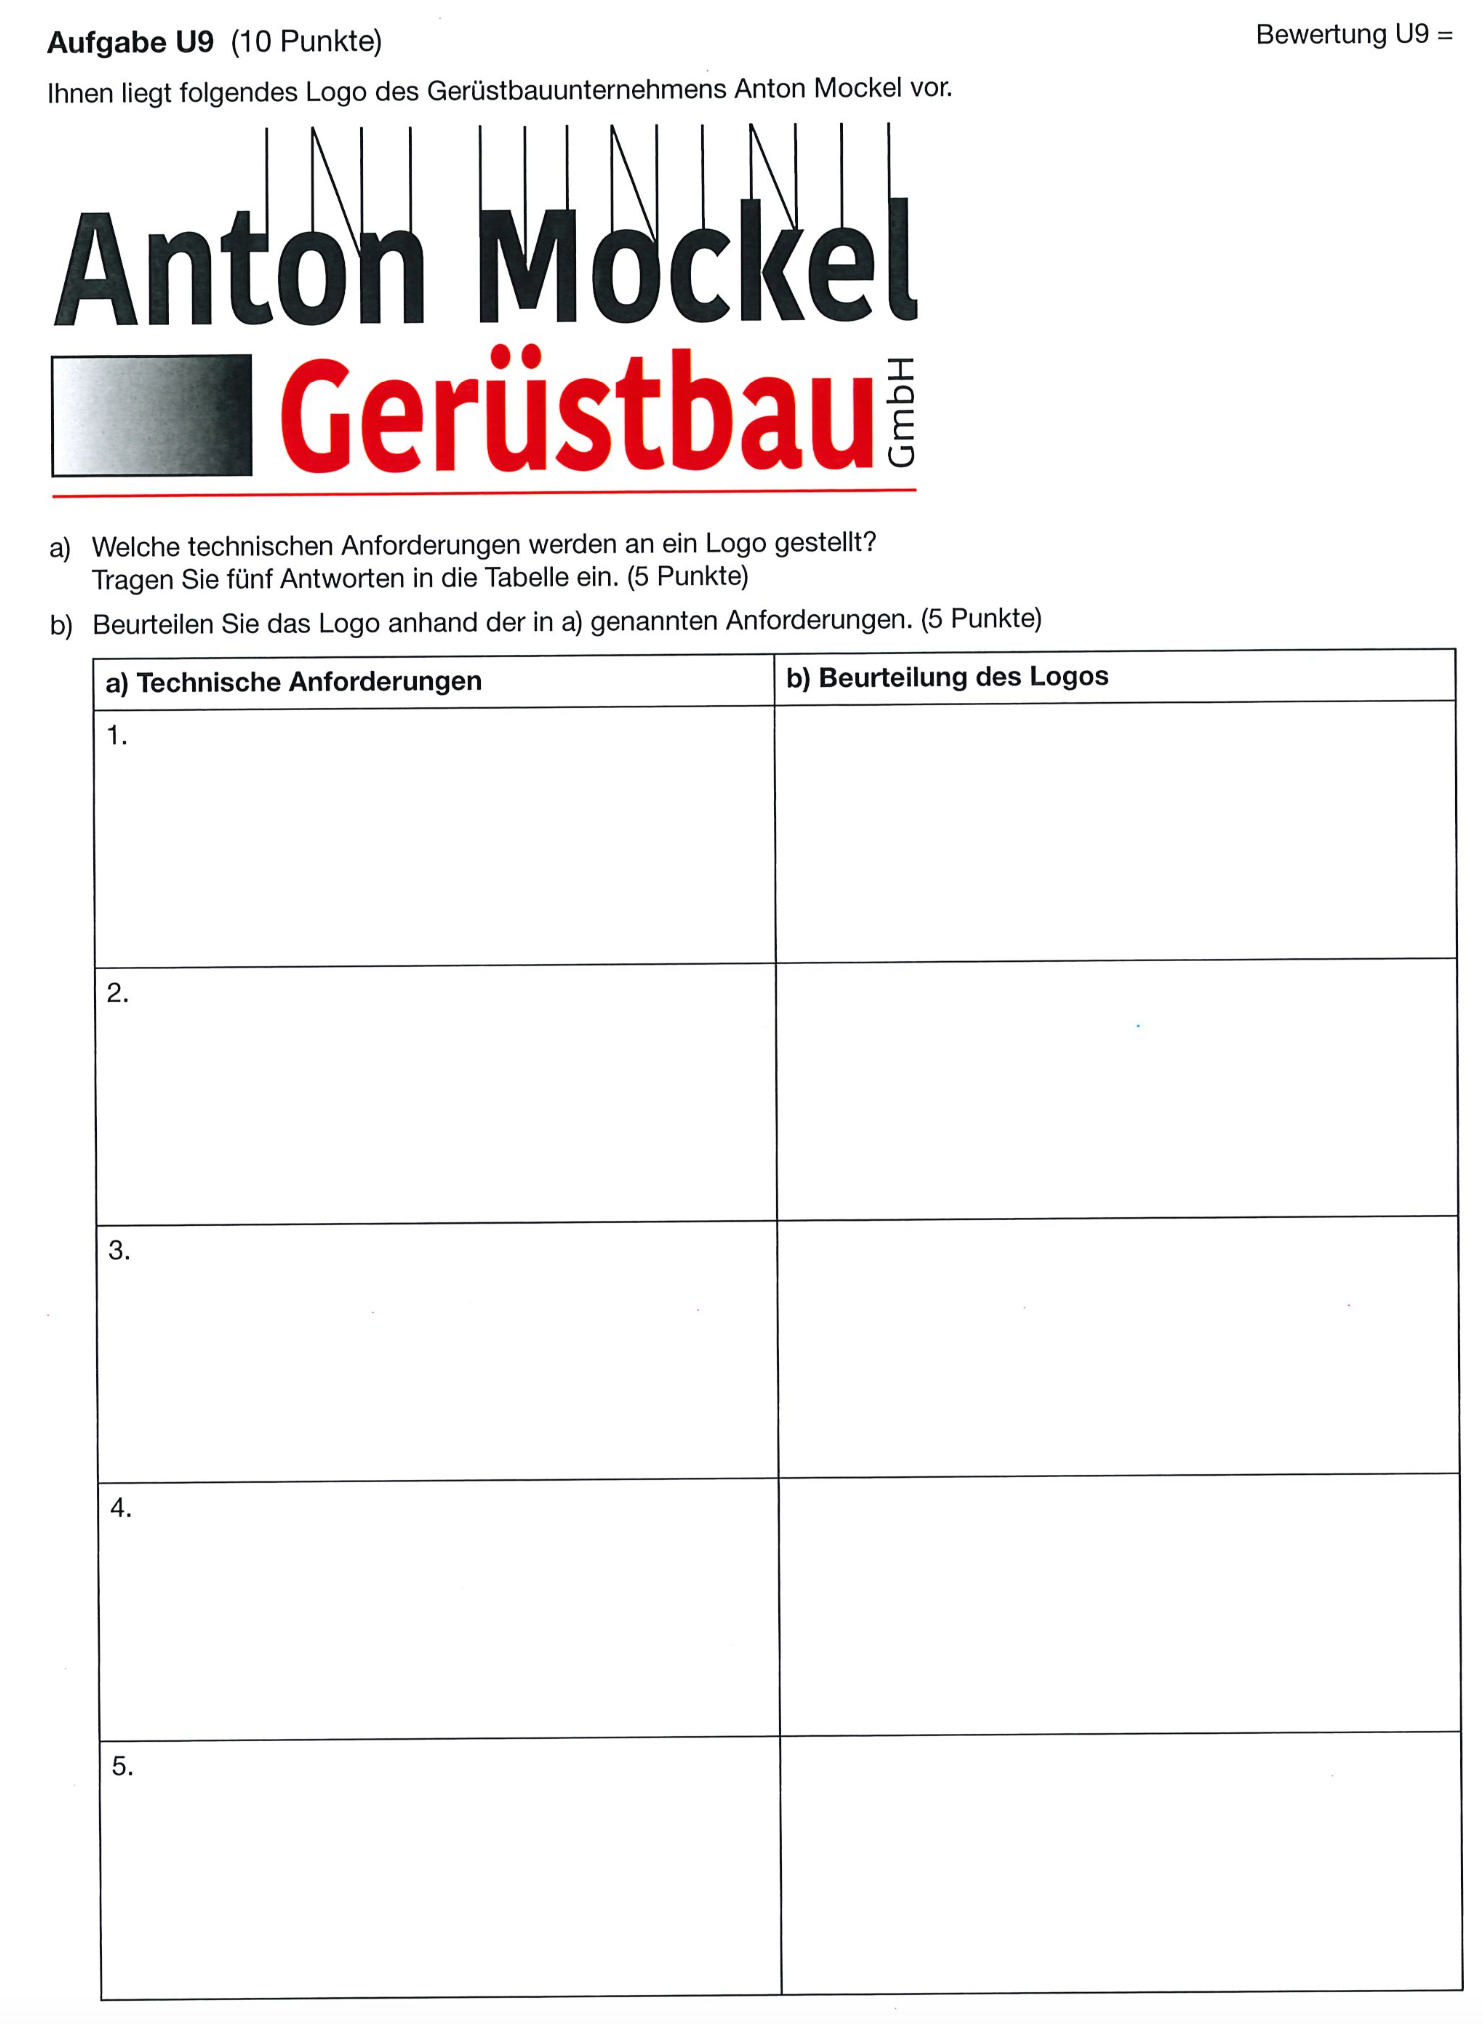 Aufgabe U9 (10 Punkte)
Bewertung U9 =
Ihnen liegt folgendes Logo des Gerüstbauunternehmens Anton Mockel vor.
Anton Mockel
Gerüstbau GmbH
a) Welche technischen Anforderungen werden an ein Logo gestellt?
Tragen Sie fünf Antworten in die Tabelle ein. (5 Punkte)
b) Beurteilen Sie das Logo anhand der in a) genannten Anforderungen. (5 Punkte)
a) Technische Anforderungen
b) Beurteilung des Logos
1.
2.
3.
4.
5.